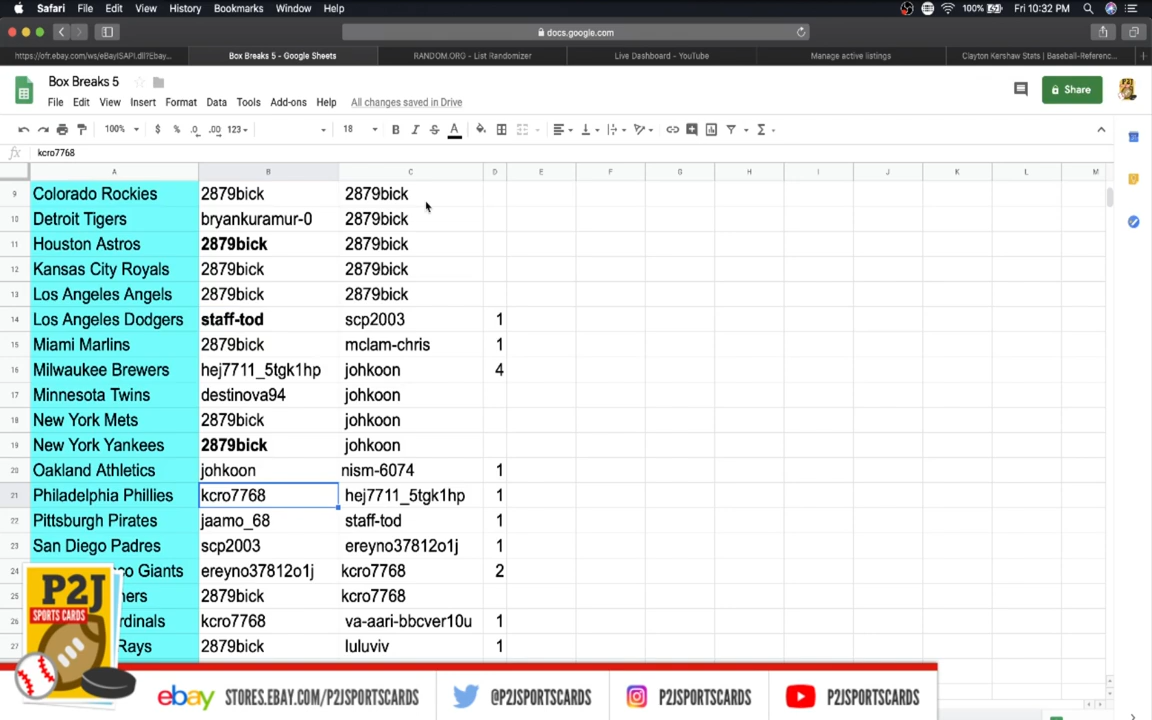 Safari File Edit View History Bookmarks Window Help 100% Fri 10:32 PM
docs.google.com
https://ofr.ebay.com/ws/eBayISAPI.dll?Ebay... Box Breaks 5 - Google Sheets RANDOM.ORG - List Randomizer Live Dashboard - YouTube Manage active listings Clayton Kershaw Stats | Baseball-Referenc...
Box Breaks 5
File Edit View Insert Format Data Tools Add-ons Help All changes saved in Drive Share
100% $ % .0 .00 123 18 B I S A
fx kcro7768
A B C D E F G H I J K L M
9 Colorado Rockies 2879bick 2879bick
10 Detroit Tigers bryankuramur-0 2879bick
11 Houston Astros 2879bick 2879bick
12 Kansas City Royals 2879bick 2879bick
13 Los Angeles Angels 2879bick 2879bick
14 Los Angeles Dodgers staff-tod scp2003 1
15 Miami Marlins 2879bick mclam-chris 1
16 Milwaukee Brewers hej7711_5tgk1hp johkoon 4
17 Minnesota Twins destinova94 johkoon
18 New York Mets 2879bick johkoon
19 New York Yankees 2879bick johkoon
20 Oakland Athletics johkoon nism-6074 1
21 Philadelphia Phillies kcro7768 hej7711_5tgk1hp 1
22 Pittsburgh Pirates jaamo_68 staff-tod 1
23 San Diego Padres scp2003 ereyno37812o1j 1
24 co Giants ereyno37812o1j kcro7768 2
25 ners 2879bick kcro7768
26 rdinals kcro7768 va-aari-bbcver10u 1
27 Rays 2879bick luluviv 1
P2J
SPORTS CARDS
ebay STORES.EBAY.COM/P2JSPORTSCARDS @P2JSPORTSCARDS P2JSPORTSCARDS P2JSPORTSCARDS